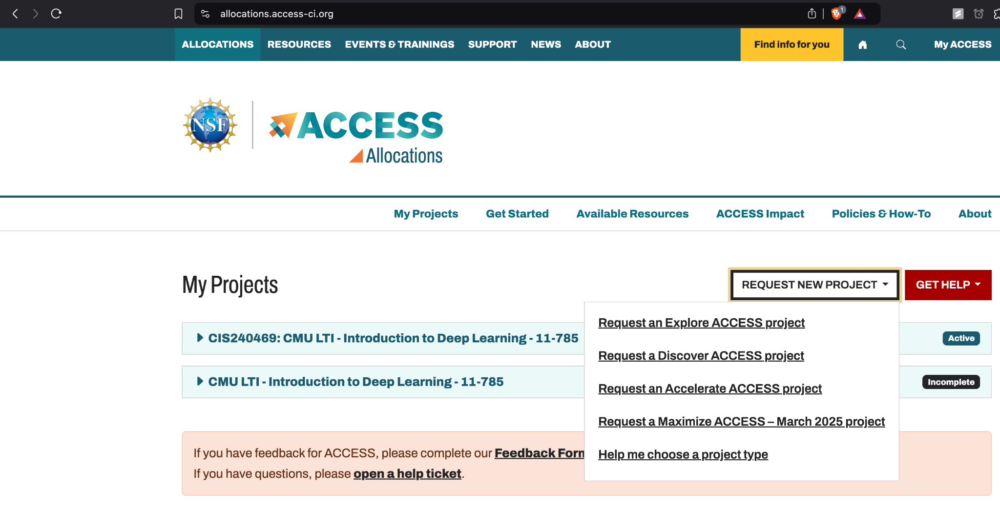 allocations.access-ci.org
1
ALLOCATIONS RESOURCES EVENTS & TRAININGS SUPPORT NEWS ABOUT Find info for you My ACCESS
NSF
ACCESS
Allocations
My Projects Get Started Available Resources ACCESS Impact Policies & How-To About
My Projects
REQUEST NEW PROJECT GET HELP
Request an Explore ACCESS project
Request a Discover ACCESS project
Request an Accelerate ACCESS project
Request a Maximize ACCESS – March 2025 project
Help me choose a project type
CIS240469: CMU LTI - Introduction to Deep Learning - 11-785 Active
CMU LTI - Introduction to Deep Learning - 11-785 Incomplete
If you have feedback for ACCESS, please complete our Feedback Form
If you have questions, please open a help ticket.